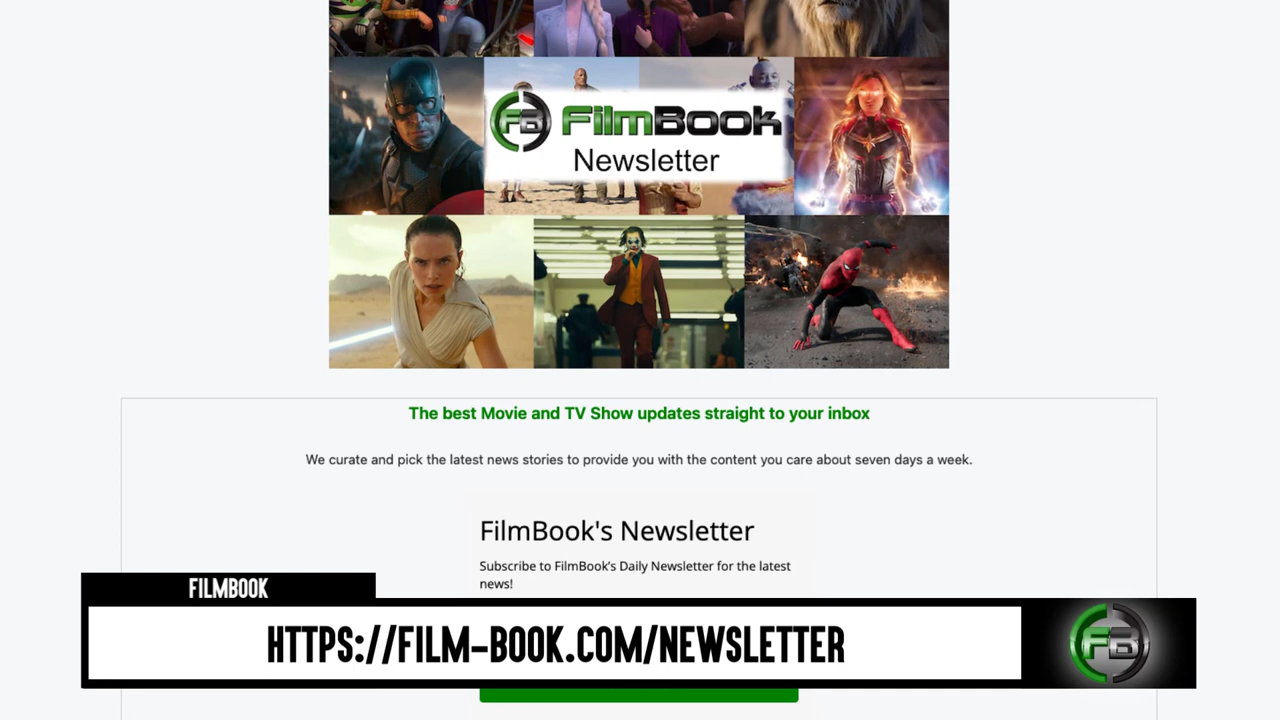 FB FilmBook
Newsletter
The best Movie and TV Show updates straight to your inbox
We curate and pick the latest news stories to provide you with the content you care about seven days a week.
FilmBook's Newsletter
Subscribe to FilmBook's Daily Newsletter for the latest
news!
FILMBOOK
HTTPS://FILM-BOOK.COM/NEWSLETTER
FB